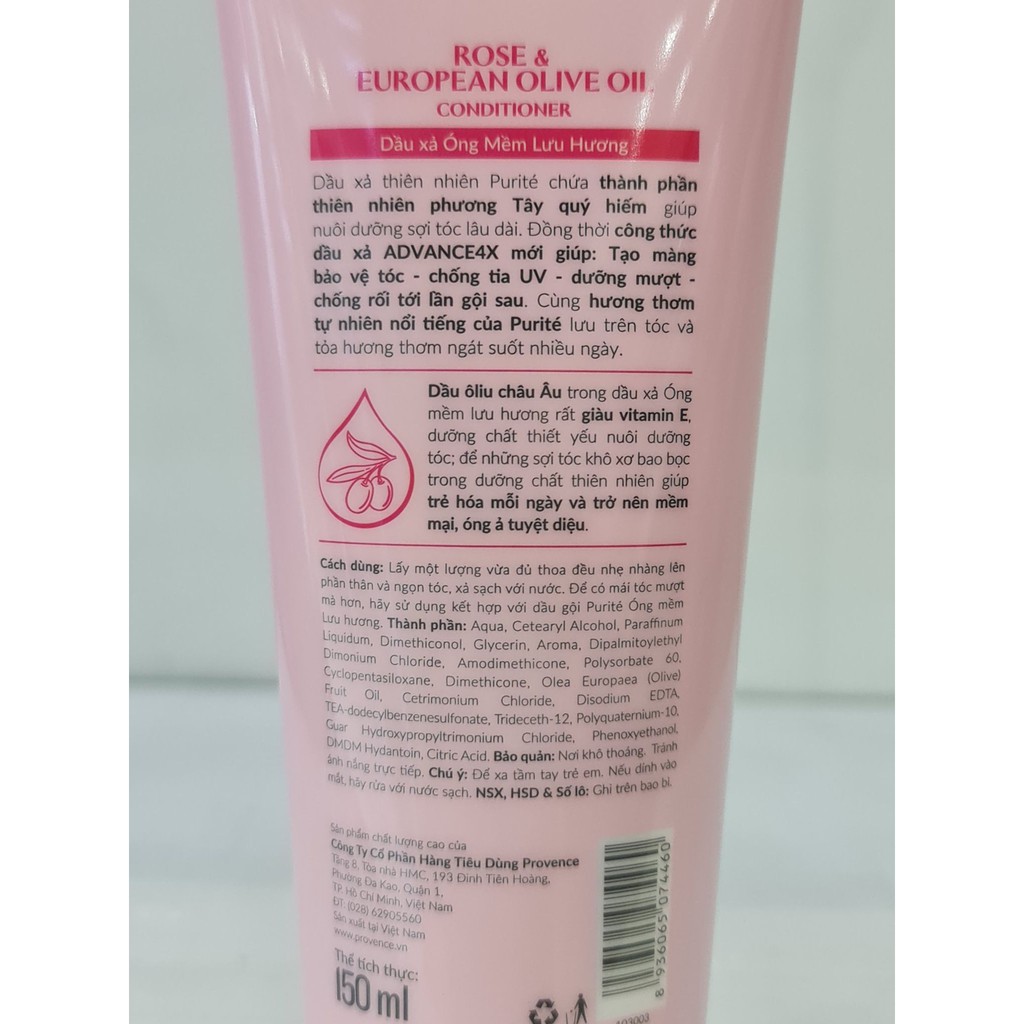 ROSE &
EUROPEAN OLIVE OIL
CONDITIONER
Dầu xả Óng Mềm Lưu Hương
Dầu xả thiên nhiên Purité chứa thành phần
thiên nhiên phương Tây quý hiếm giúp
nuôi dưỡng sợi tóc lâu dài. Đồng thời công thức
dầu xả ADVANCE4X mới giúp: Tạo màng
bảo vệ tóc - chống tia UV - dưỡng mượt -
chống rối tới lần gội sau. Cùng hương thơm
tự nhiên nổi tiếng của Purité lưu trên tóc và
tỏa hương thơm ngát suốt nhiều ngày.
Dầu ôliu châu Âu trong dầu xả Óng
mềm lưu hương rất giàu vitamin E,
dưỡng chất thiết yếu nuôi dưỡng
tóc; để những sợi tóc khô xơ bao bọc
trong dưỡng chất thiên nhiên giúp
trẻ hóa mỗi ngày và trở nên mềm
mại, óng ả tuyệt diệu.
Cách dùng: Lấy một lượng vừa đủ thoa đều nhẹ nhàng lên
phần thân và ngọn tóc, xả sạch với nước. Để có mái tóc mượt
mà hơn, hãy sử dụng kết hợp với dầu gội Purité Óng mềm
Lưu hương. Thành phần: Aqua, Cetearyl Alcohol, Paraffinum
Liquidum, Dimethiconol, Glycerin, Aroma, Dipalmitoylethyl
Dimonium Chloride, Amodimethicone, Polysorbate 60,
Cyclopentasiloxane, Dimethicone, Olea Europaea (Olive)
Fruit Oil, Cetrimonium Chloride, Disodium EDTA,
TEA-dodecylbenzenesulfonate, Trideceth-12, Polyquaternium-10,
Guar Hydroxypropyltrimonium Chloride, Phenoxyethanol,
DMDM Hydantoin, Citric Acid. Bảo quản: Nơi khô thoáng. Tránh
ánh nắng trực tiếp. Chú ý: Để xa tầm tay trẻ em. Nếu dính vào
mắt, hãy rửa với nước sạch. NSX, HSD & Số lô: Ghi trên bao bì.
Sản phẩm chất lượng cao của
Công Ty Cổ Phần Hàng Tiêu Dùng Provence
Tầng 8, Tòa nhà HMC, 193 Đinh Tiên Hoàng,
Phường Đa Kao, Quận 1,
TP. Hồ Chí Minh, Việt Nam
ĐT: (028) 62905560
Sản xuất tại Việt Nam
www.provence.vn
Thể tích thực:
150 ml
8 936065 074460